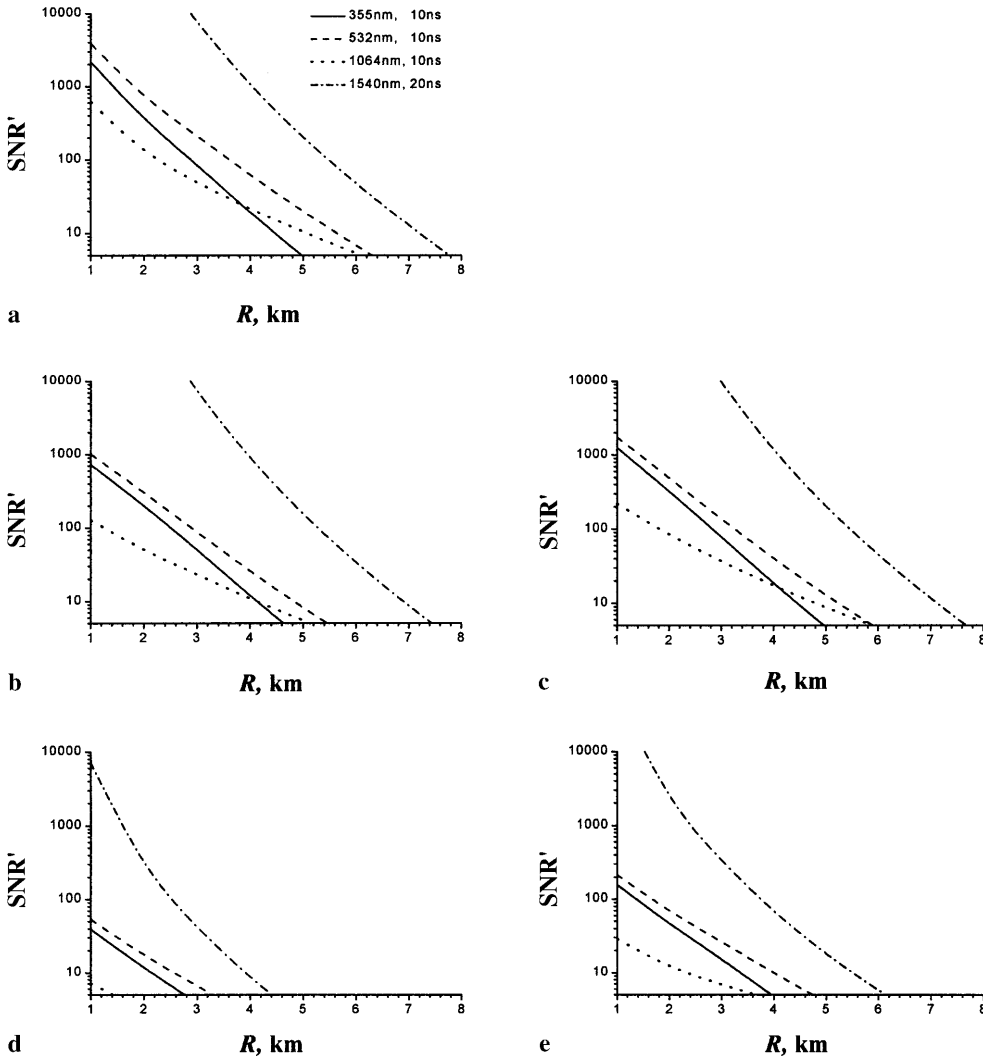 10000
1000
100
10
SNR'
355nm, 10ns
532nm, 10ns
1064nm, 10ns
1540nm, 20ns
1 2 3 4 5 6 7 8
R, km
a
10000
1000
100
10
SNR'
1 2 3 4 5 6 7 8
R, km
b
10000
1000
100
10
SNR'
1 2 3 4 5 6 7 8
R, km
c
10000
1000
100
10
SNR'
1 2 3 4 5 6 7 8
R, km
d
10000
1000
100
10
SNR'
1 2 3 4 5 6 7 8
R, km
e